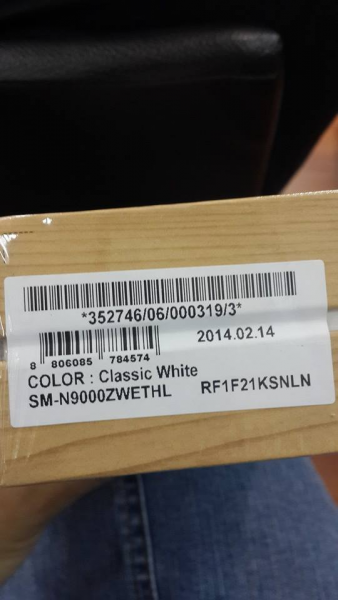 *352746/06/000319/3*
2014.02.14
8 806085 784574
COLOR : Classic White
SM-N9000ZWETHL RF1F21KSNLN